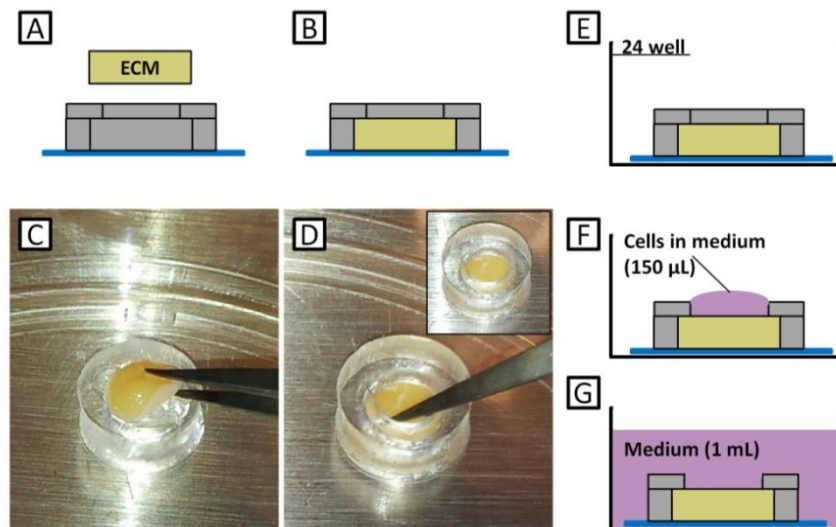 A
ECM
B
E
24 well
C
D
F
Cells in medium
(150 µL)
G
Medium (1 mL)